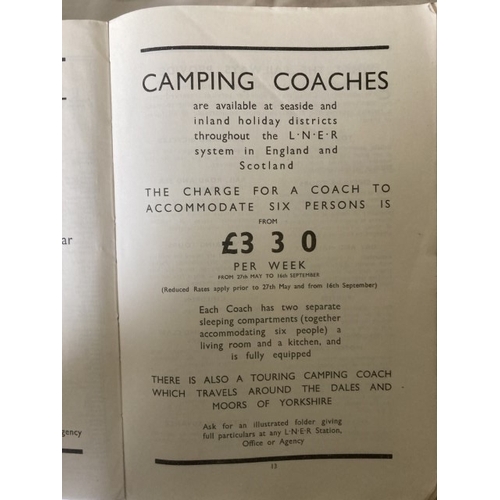 CAMPING COACHES
are available at seaside and
inland holiday districts
throughout the L·N·E·R
system in England and
Scotland
THE CHARGE FOR A COACH TO
ACCOMMODATE SIX PERSONS IS
FROM
£3 3 0
PER WEEK
FROM 27th MAY TO 16th SEPTEMBER
(Reduced Rates apply prior to 27th May and from 16th September)
Each Coach has two separate
sleeping compartments (together
accommodating six people) a
living room and a kitchen, and
is fully equipped
THERE IS ALSO A TOURING CAMPING COACH
WHICH TRAVELS AROUND THE DALES AND
MOORS OF YORKSHIRE
Ask for an illustrated folder giving
full particulars at any L·N·E·R Station,
Office or Agency
13